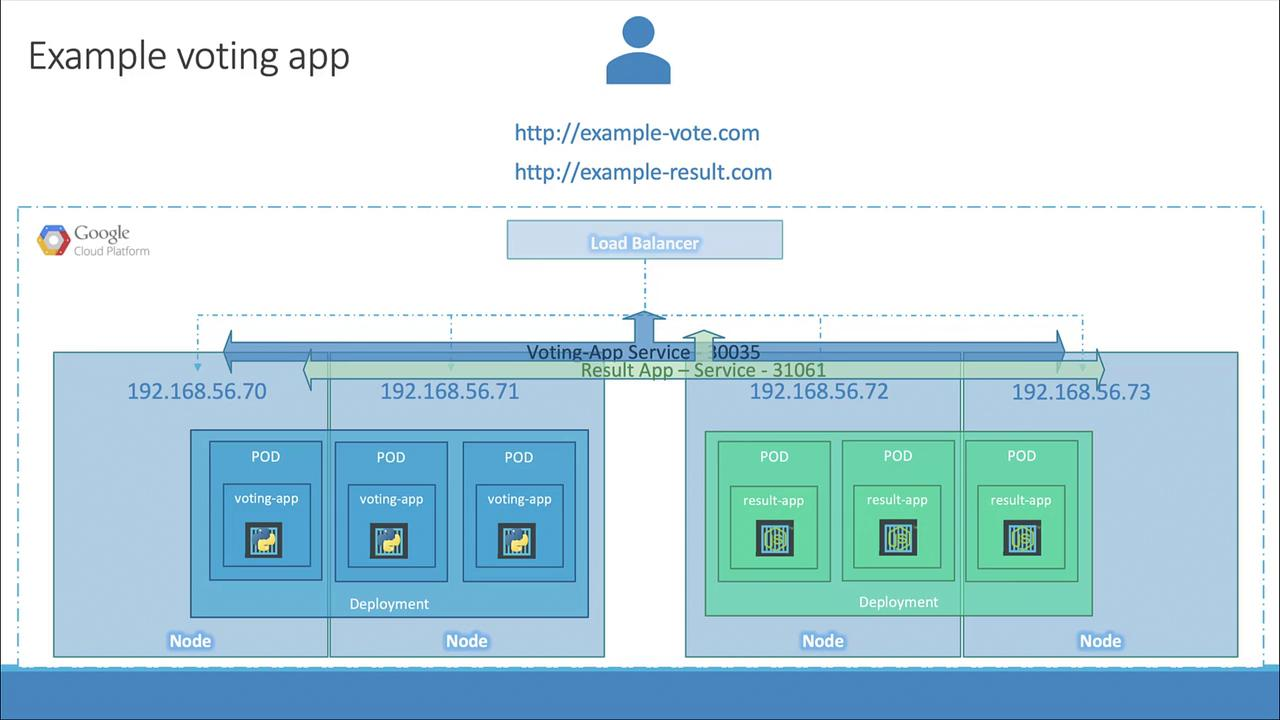 Example voting app
http://example-vote.com
http://example-result.com
Google
Cloud Platform
Load Balancer
Voting-App Service - 30035
Result App – Service - 31061
192.168.56.70
192.168.56.71
192.168.56.72
192.168.56.73
POD
POD
POD
POD
POD
POD
voting-app
voting-app
voting-app
result-app
result-app
result-app
Deployment
Deployment
Node
Node
Node
Node